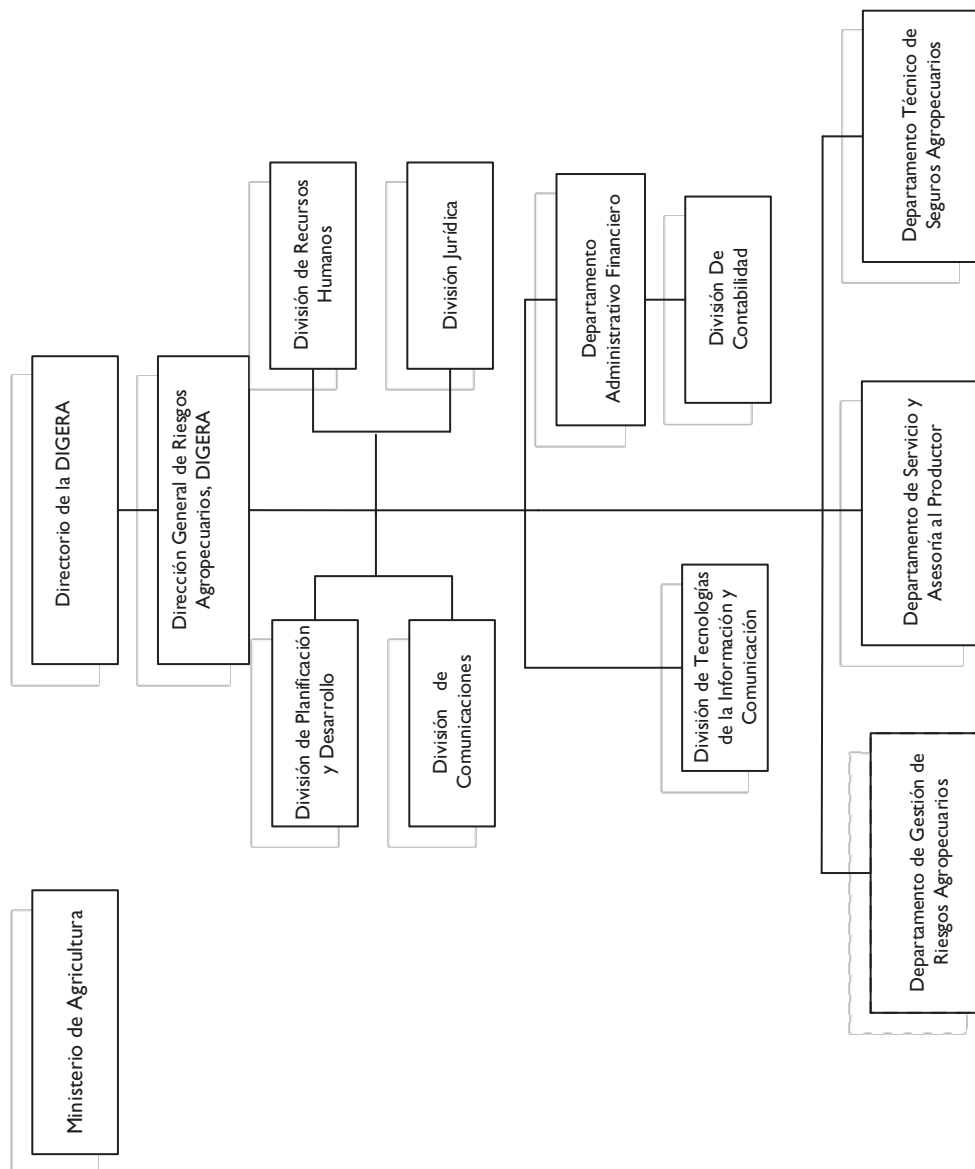 Ministerio de Agricultura
Directorio de la DIGERA
Dirección General de Riesgos
Agropecuarios, DIGERA
División de Planificación
y Desarrollo
División de Recursos
Humanos
División de
Comunicaciones
División Jurídica
Departamento
Administrativo Financiero
División de Tecnologías
de la Información y
Comunicación
División De
Contabilidad
Departamento de Gestión de
Riesgos Agropecuarios
Departamento de Servicio y
Asesoría al Productor
Departamento Técnico de
Seguros Agropecuarios